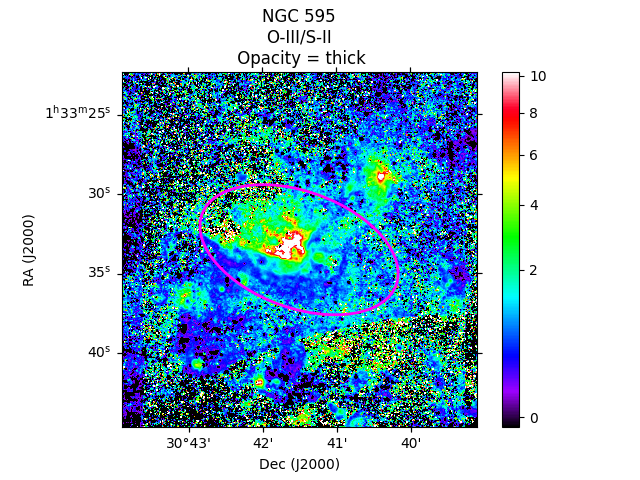 NGC 595
O-III/S-II
Opacity = thick
1ʰ33ᵐ25ˢ
30ˢ
35ˢ
40ˢ
RA (J2000)
30°43' 42' 41' 40'
Dec (J2000)
10
8
6
4
2
0